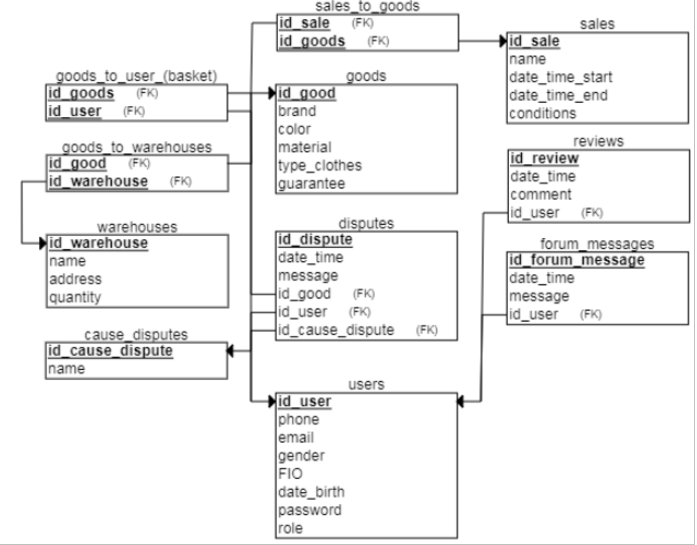 sales_to_goods
id_sale (FK)
id_goods (FK)
sales
id_sale
name
date_time_start
date_time_end
conditions
goods_to_user_(basket)
id_goods (FK)
id_user (FK)
goods
id_good
brand
color
material
type_clothes
guarantee
goods_to_warehouses
id_good (FK)
id_warehouse (FK)
reviews
id_review
date_time
comment
id_user (FK)
warehouses
id_warehouse
name
address
quantity
disputes
id_dispute
date_time
message
id_good (FK)
id_user (FK)
id_cause_dispute (FK)
forum_messages
id_forum_message
date_time
message
id_user (FK)
cause_disputes
id_cause_dispute
name
users
id_user
phone
email
gender
FIO
date_birth
password
role